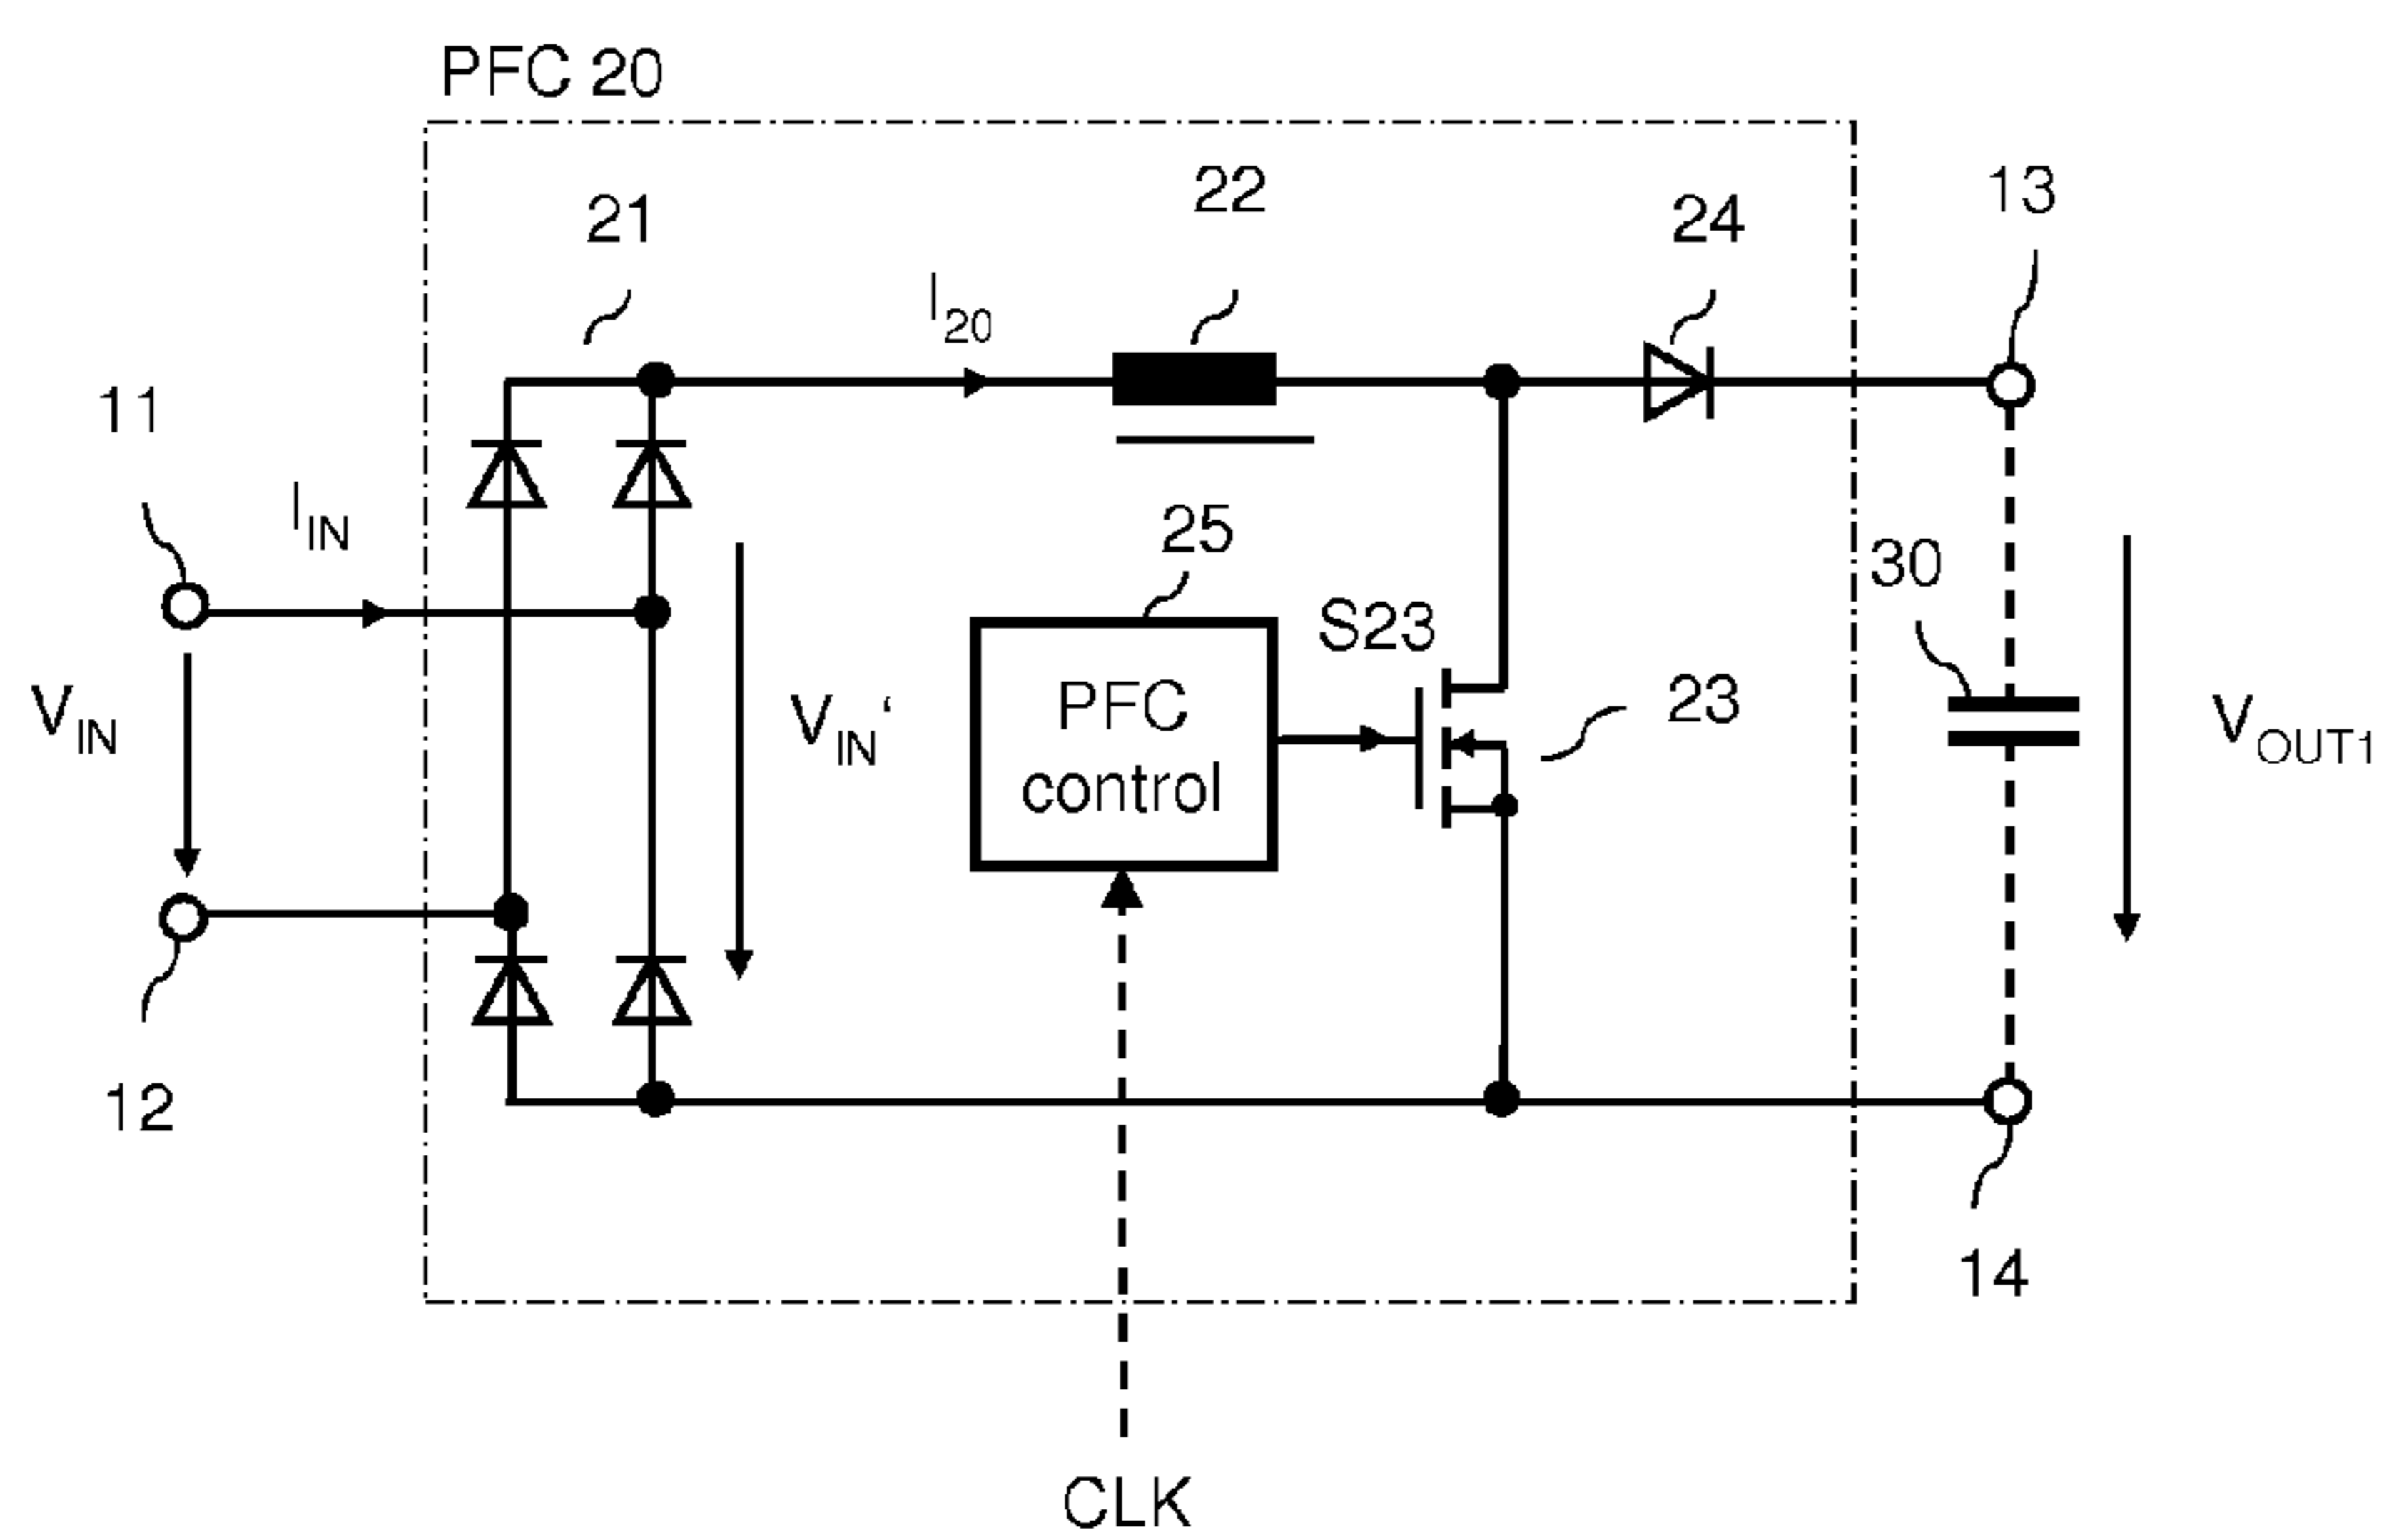 PFC 20
21
22
24
13
I20
11
IIN
25
30
S23
PFC
control
23
VIN
VIN‘
VOUT1
12
14
CLK